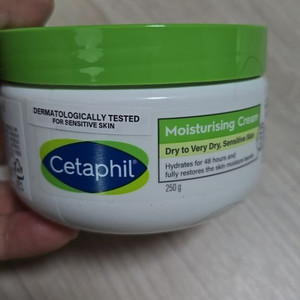 DERMATOLOGICALLY TESTED
FOR SENSITIVE SKIN
Cetaphil®
Moisturising Cream
Dry to Very Dry, Sensitive Skin
Hydrates for 48 hours and
fully restores the skin moisture barrier
250 g